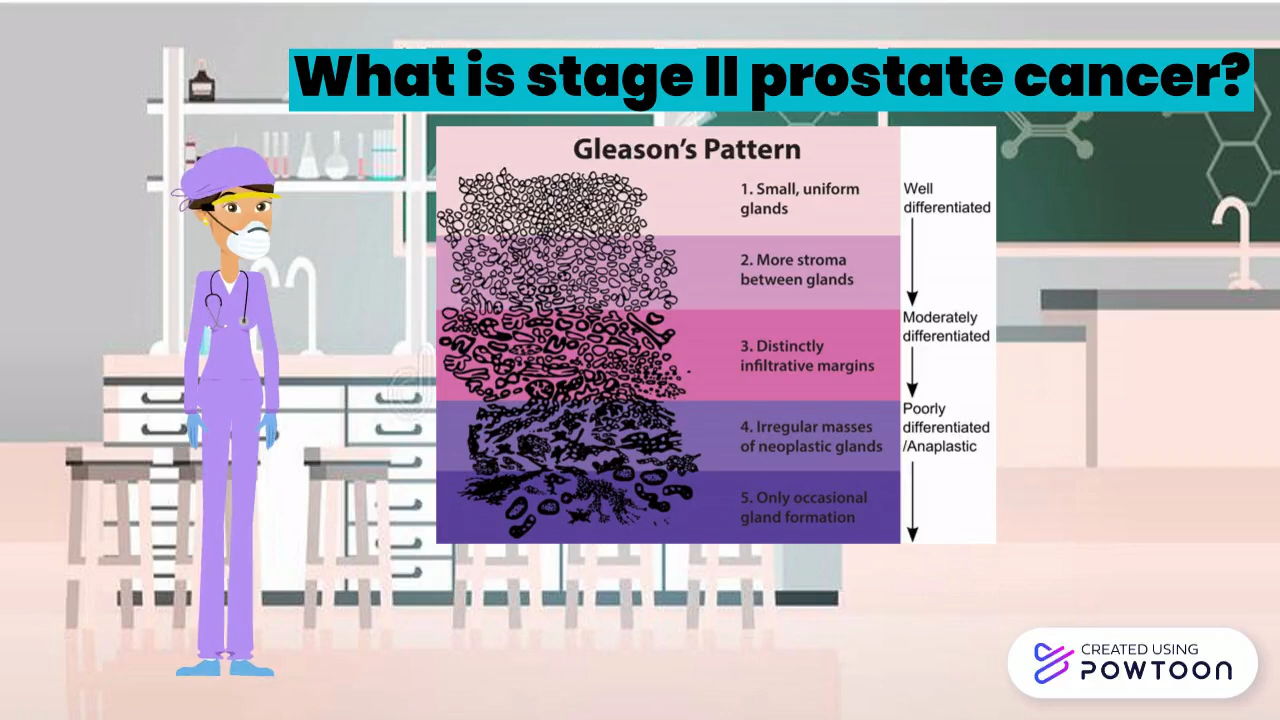 What is stage II prostate cancer?
Gleason's Pattern
1. Small, uniform
glands
2. More stroma
between glands
3. Distinctly
infiltrative margins
4. Irregular masses
of neoplastic glands
5. Only occasional
gland formation
Well
differentiated
Moderately
differentiated
Poorly
differentiated
/Anaplastic
CREATED USING
POWTOON